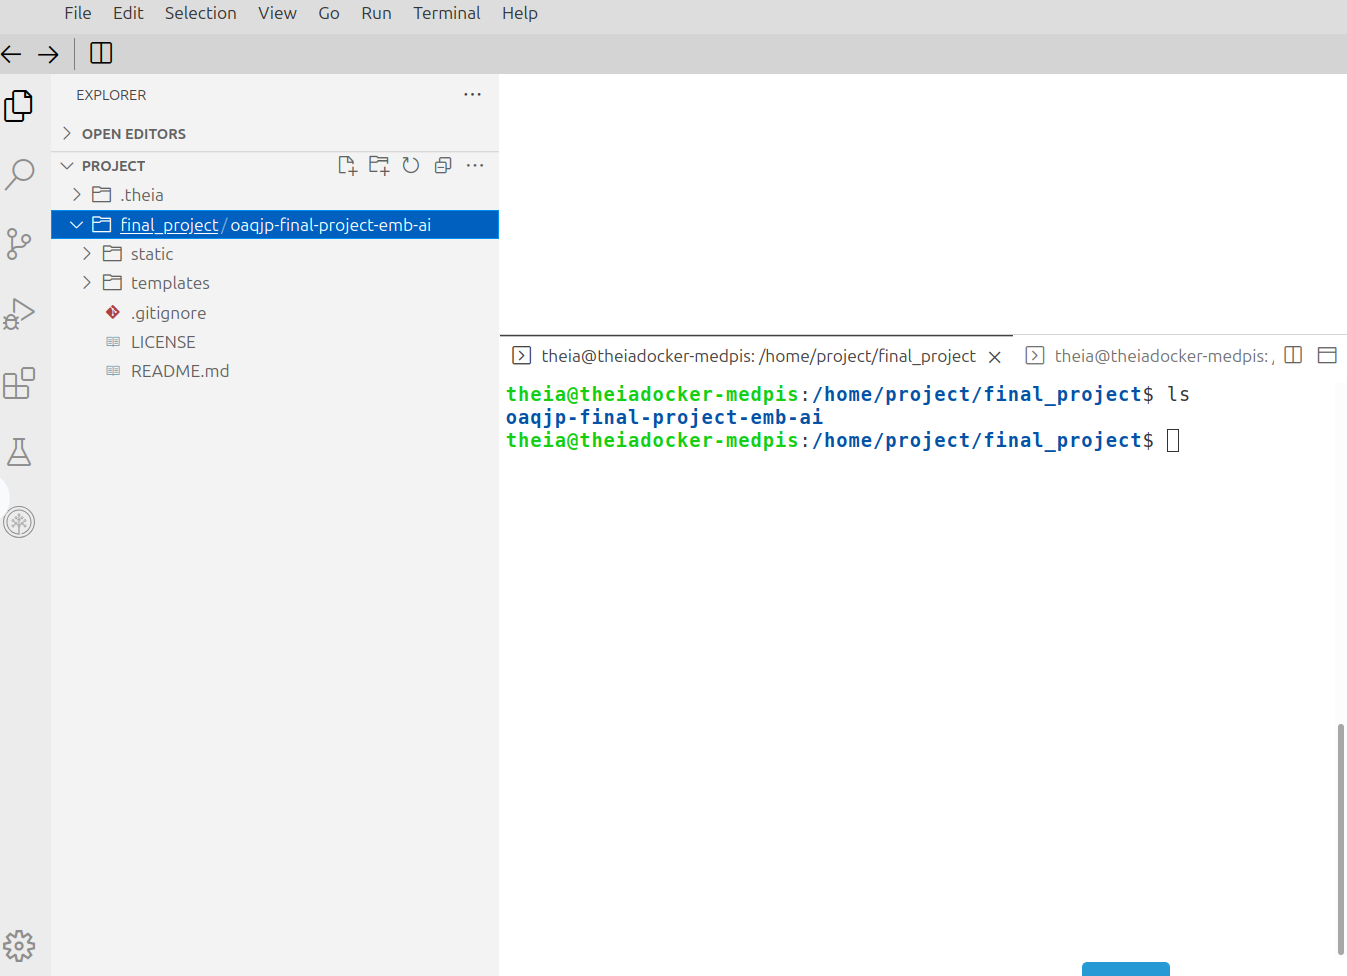 File Edit Selection View Go Run Terminal Help
EXPLORER
OPEN EDITORS
PROJECT
.theia
final_project/oaqjp-final-project-emb-ai
static
templates
.gitignore
LICENSE
README.md
theia@theiadocker-medpis: /home/project/final_project
theia@theiadocker-medpis: /
theia@theiadocker-medpis:/home/project/final_project$ ls
oaqjp-final-project-emb-ai
theia@theiadocker-medpis:/home/project/final_project$